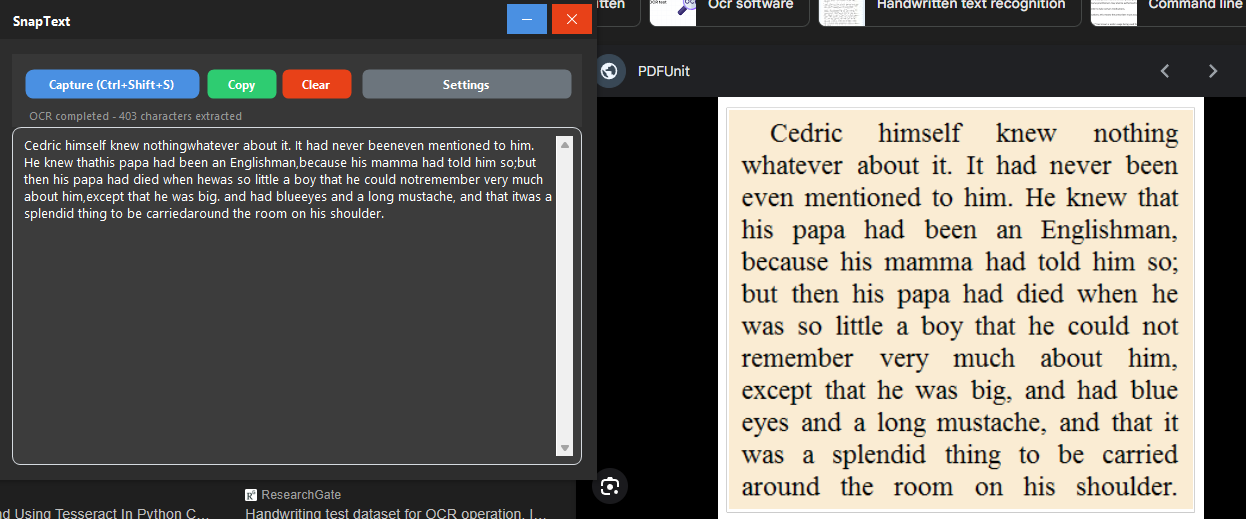 SnapText
Capture (Ctrl+Shift+S) Copy Clear Settings
OCR completed - 403 characters extracted
Cedric himself knew nothingwhatever about it. It had never beeneven mentioned to him.
He knew thathis papa had been an Englishman,because his mamma had told him so;but
then his papa had died when hewas so little a boy that he could notremember very much
about him,except that he was big. and had blueeyes and a long mustache, and that itwas a
splendid thing to be carriedaround the room on his shoulder.
ResearchGate
nd Using Tesseract In Python C...
Handwriting test dataset for OCR operation. I...
Ocr software
Handwritten text recognition
Command line
PDFUnit
Cedric himself knew nothing
whatever about it. It had never been
even mentioned to him. He knew that
his papa had been an Englishman,
because his mamma had told him so;
but then his papa had died when he
was so little a boy that he could not
remember very much about him,
except that he was big, and had blue
eyes and a long mustache, and that it
was a splendid thing to be carried
around the room on his shoulder.